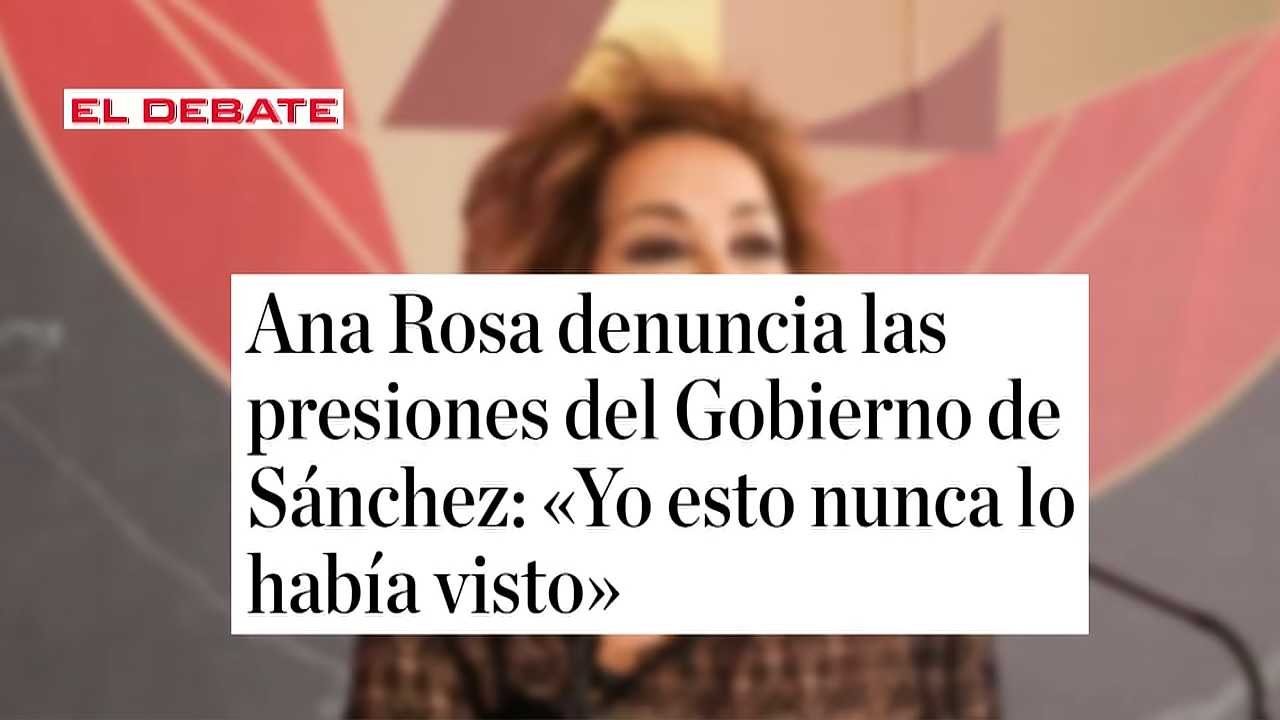 EL DEBATE
Ana Rosa denuncia las
presiones del Gobierno de
Sánchez: «Yo esto nunca lo
había visto»